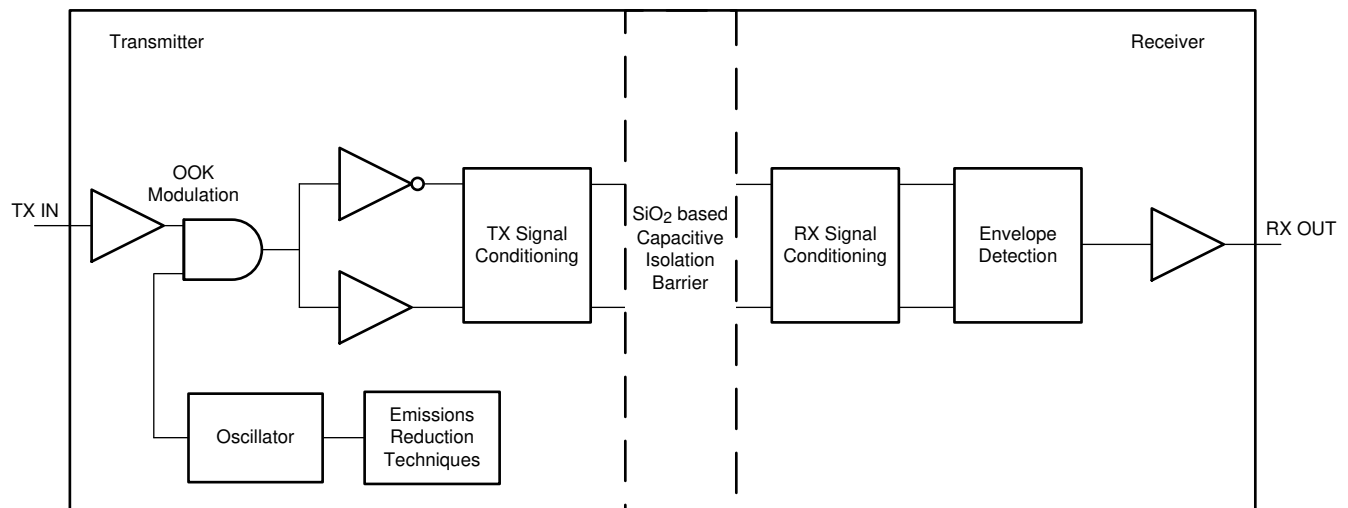 Transmitter
Receiver
OOK
Modulation
TX IN
TX Signal
Conditioning
SiO2 based
Capacitive
Isolation
Barrier
RX Signal
Conditioning
Envelope
Detection
RX OUT
Oscillator
Emissions
Reduction
Techniques